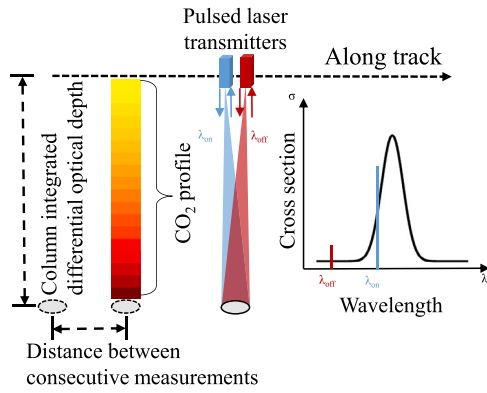 Pulsed laser
transmitters
Along track
Column integrated
differential optical depth
CO₂ profile
λon
λoff
σ
Cross section
λoff
λon
λ
Wavelength
Distance between
consecutive measurements